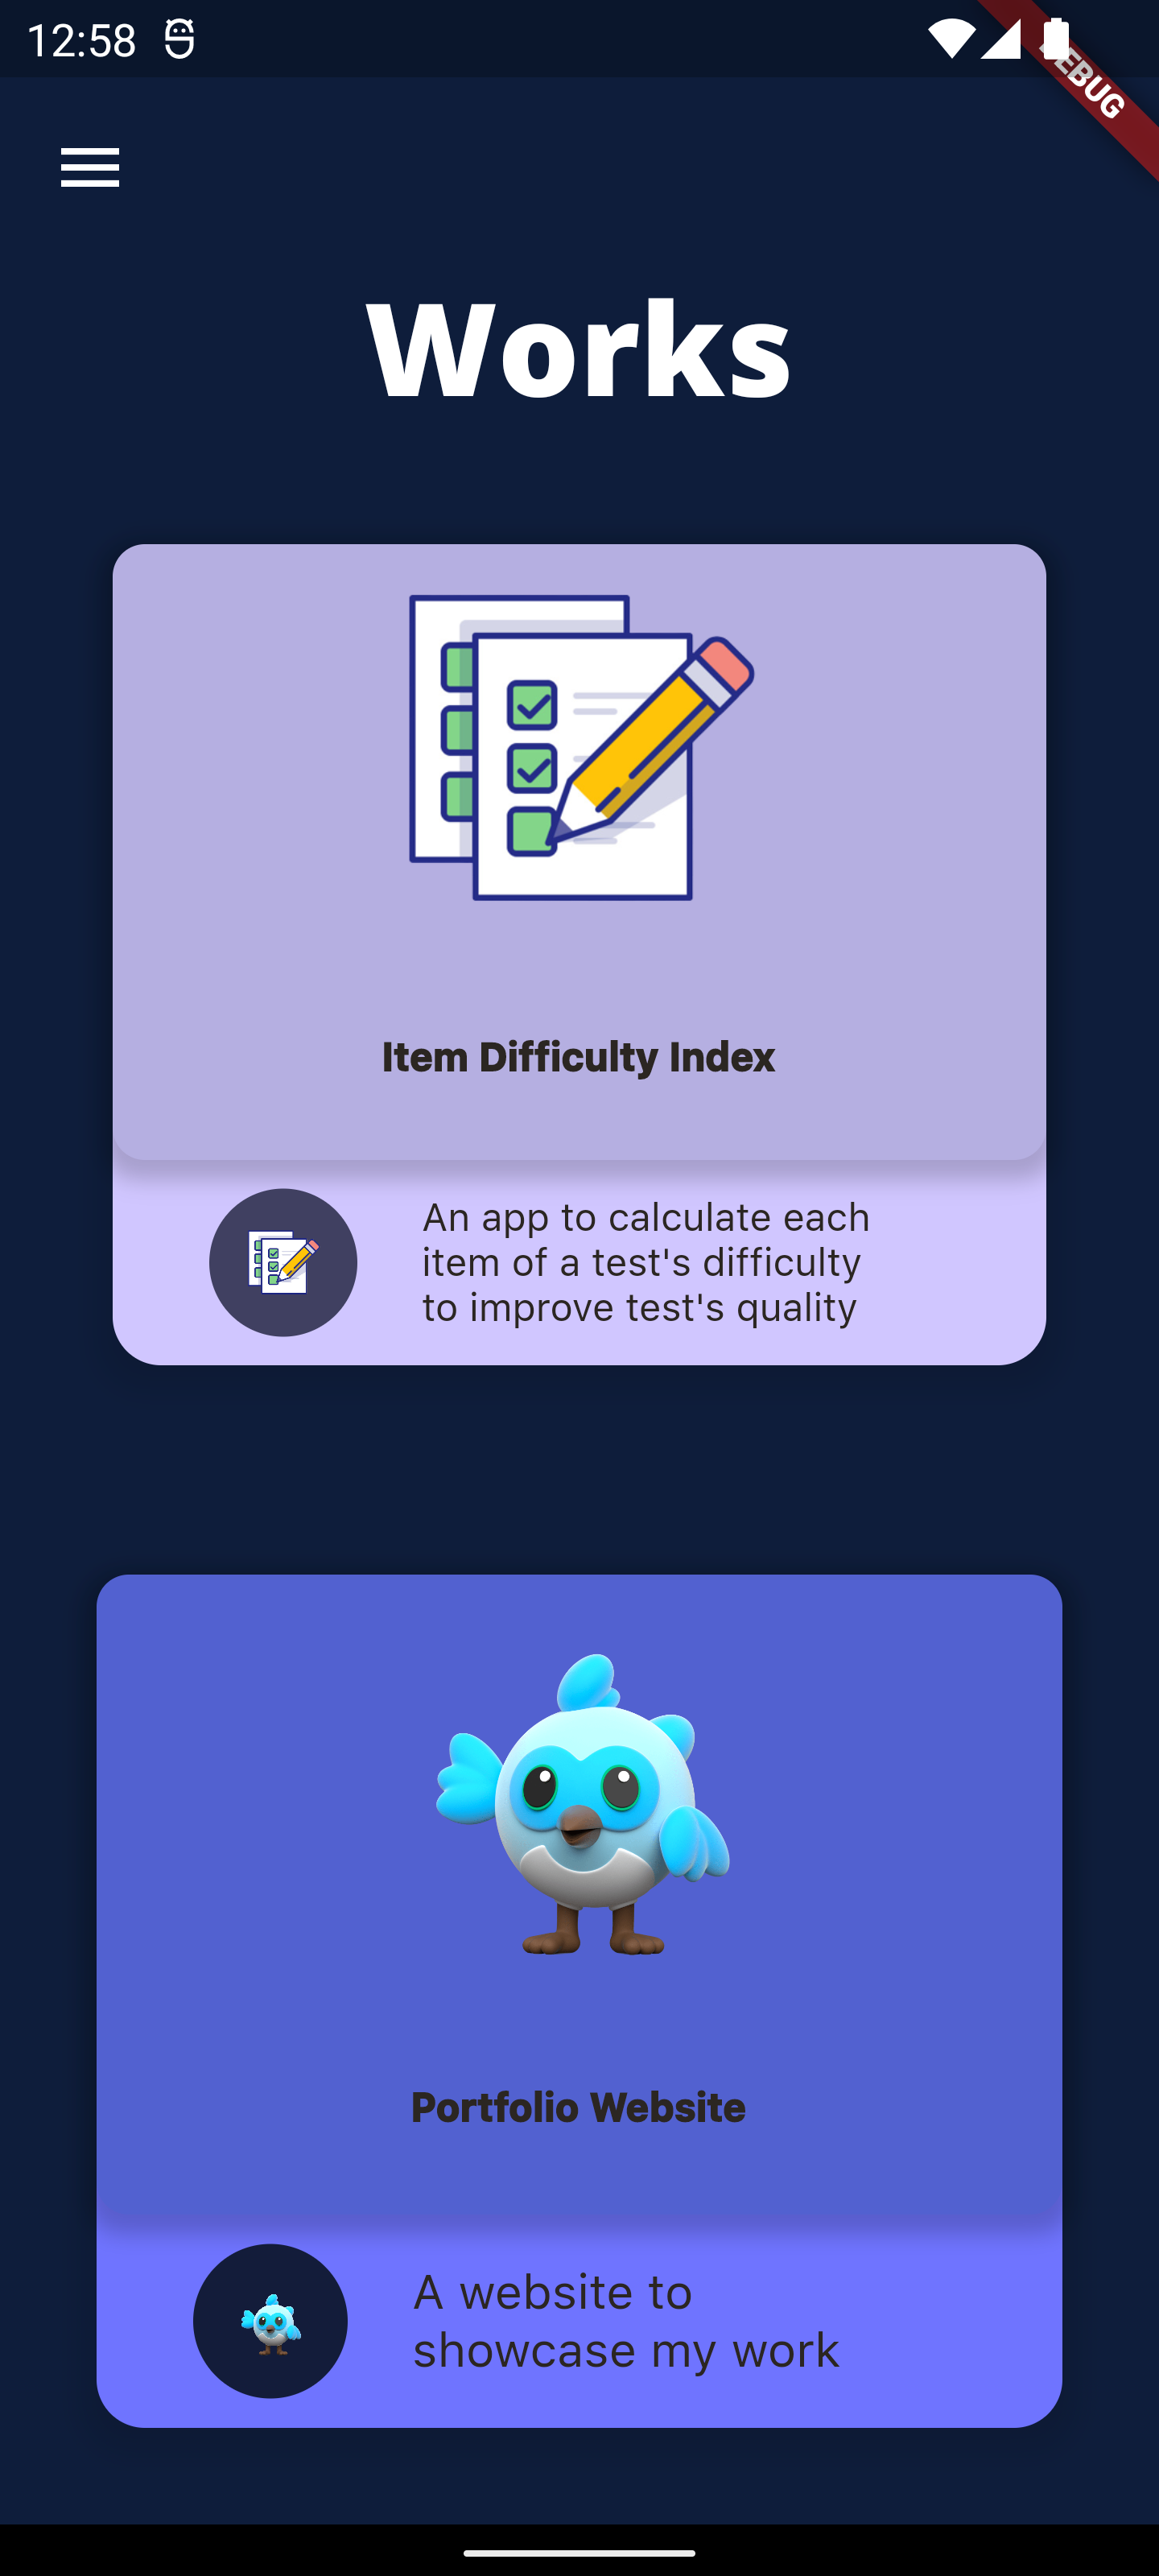 12:58
DEBUG
Works
Item Difficulty Index
An app to calculate each
item of a test's difficulty
to improve test's quality
Portfolio Website
A website to
showcase my work